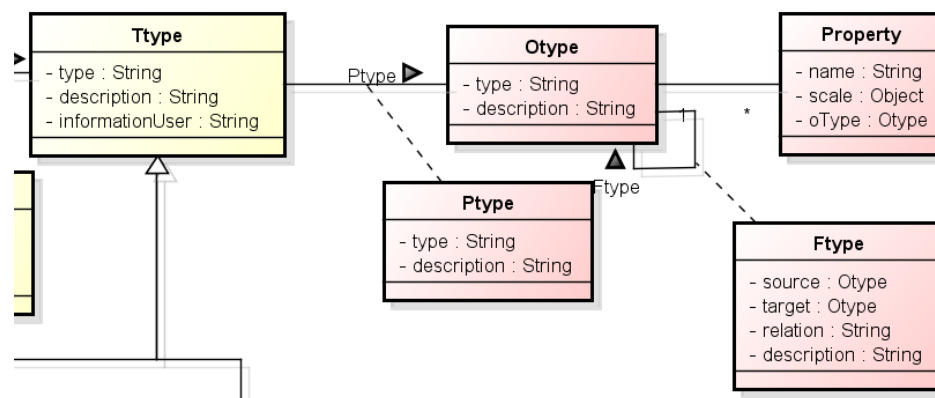 Ttype
- type : String
- description : String
- informationUser : String
Ptype
Otype
- type : String
- description : String
1
*
Property
- name : String
- scale : Object
- oType : Otype
Ftype
Ptype
- type : String
- description : String
Ftype
- source : Otype
- target : Otype
- relation : String
- description : String